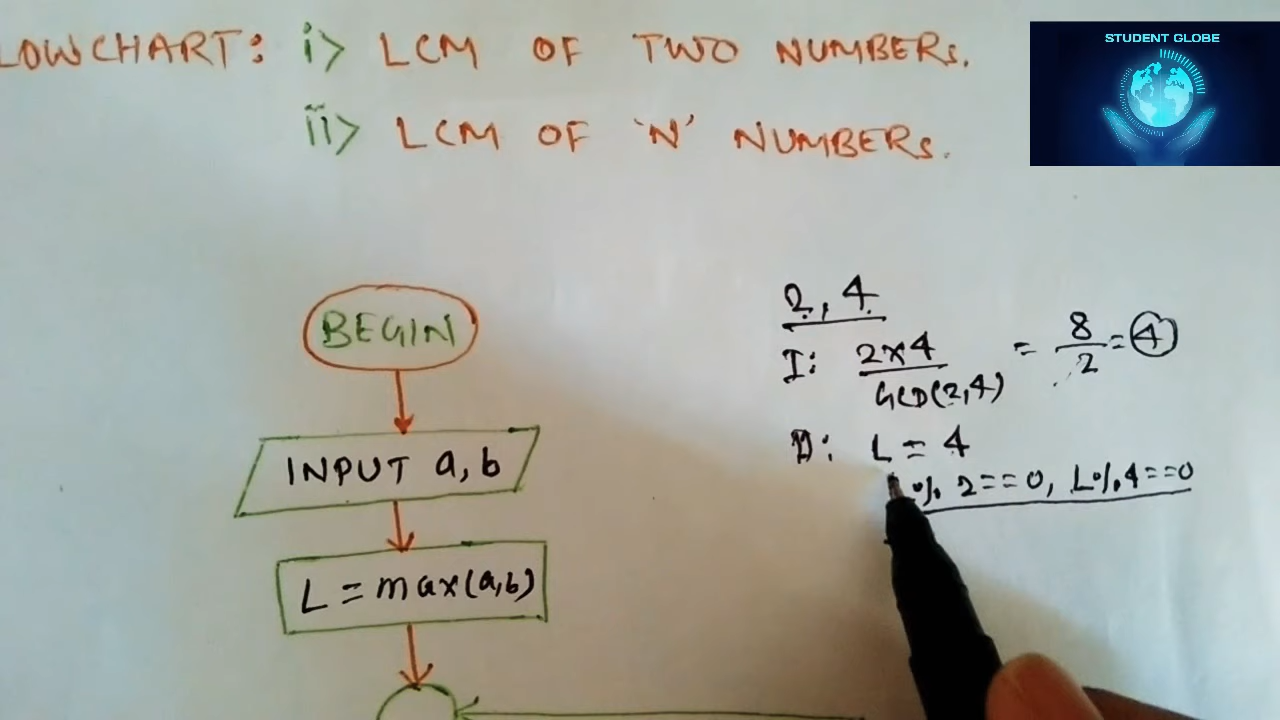 LOWCHART: i> LCM OF TWO NUMBERS.
ii> LCM OF 'N' NUMBERS.
STUDENT GLOBE
BEGIN
INPUT a, b
L = max(a,b)
2, 4
I: 2×4 / GCD(2,4) = 8/2 = 4
II: L = 4
% 2==0, L%4==0